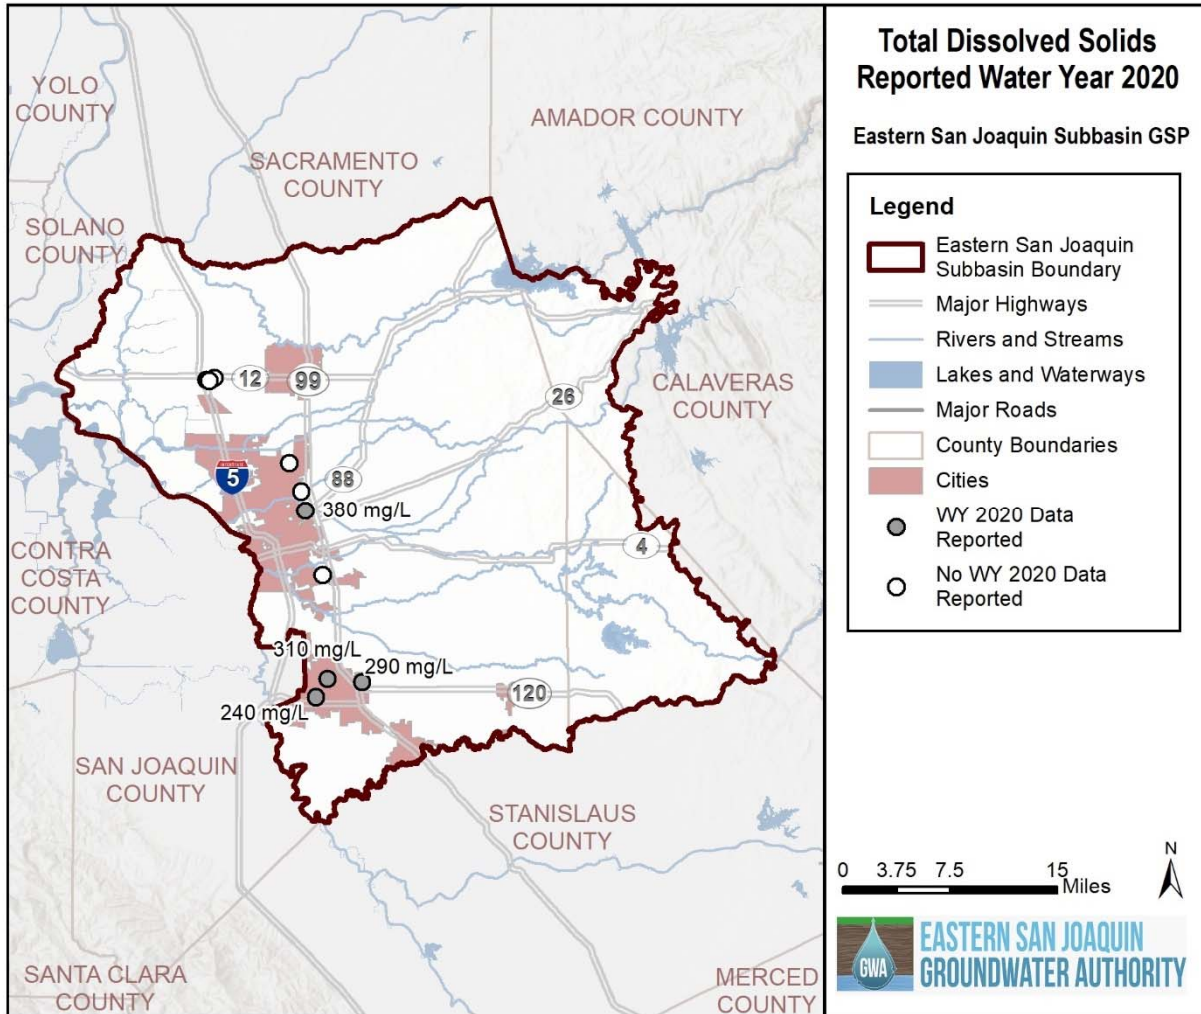 YOLO
COUNTY
AMADOR COUNTY
SACRAMENTO
COUNTY
SOLANO
COUNTY
12
99
26
CALAVERAS
COUNTY
5
88
380 mg/L
4
CONTRA
COSTA
COUNTY
310 mg/L
290 mg/L
120
240 mg/L
SAN JOAQUIN
COUNTY
STANISLAUS
COUNTY
SANTA CLARA
COUNTY
MERCED
COUNTY
Total Dissolved Solids
Reported Water Year 2020
Eastern San Joaquin Subbasin GSP
Legend
Eastern San Joaquin
Subbasin Boundary
Major Highways
Rivers and Streams
Lakes and Waterways
Major Roads
County Boundaries
Cities
WY 2020 Data
Reported
No WY 2020 Data
Reported
N
0 3.75 7.5 15
Miles
GWA
EASTERN SAN JOAQUIN
GROUNDWATER AUTHORITY